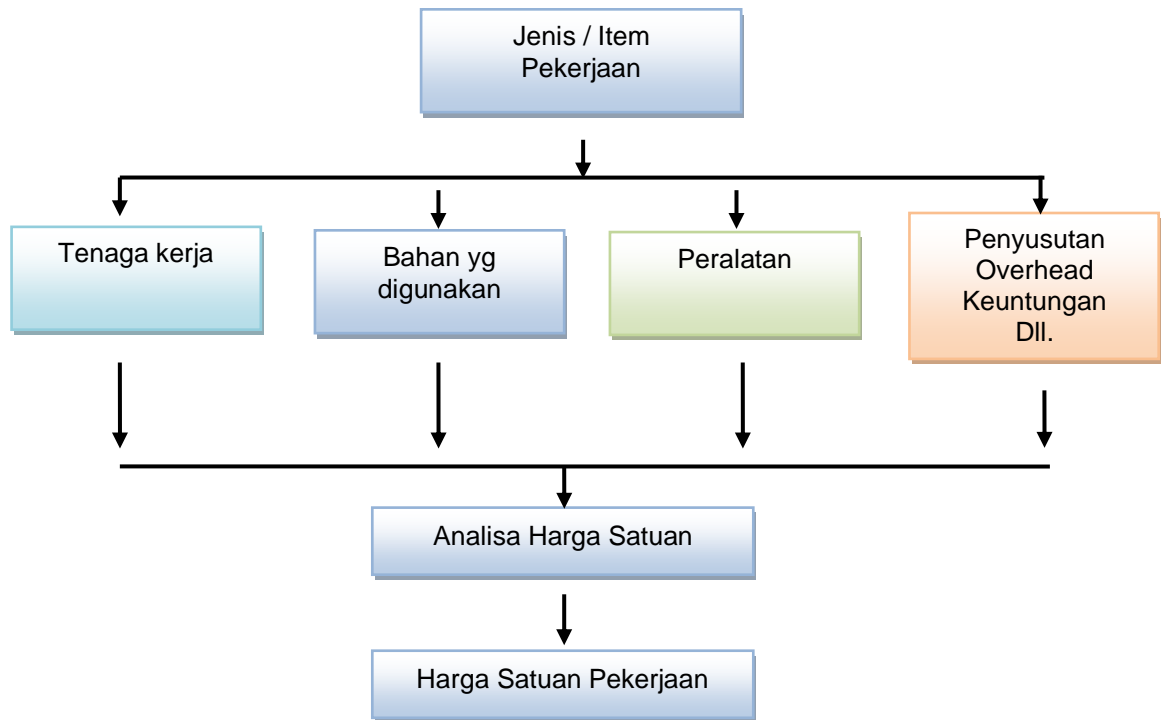 Jenis / Item
Pekerjaan
Tenaga kerja
Bahan yg
digunakan
Peralatan
Penyusutan
Overhead
Keuntungan
Dll.
Analisa Harga Satuan
Harga Satuan Pekerjaan